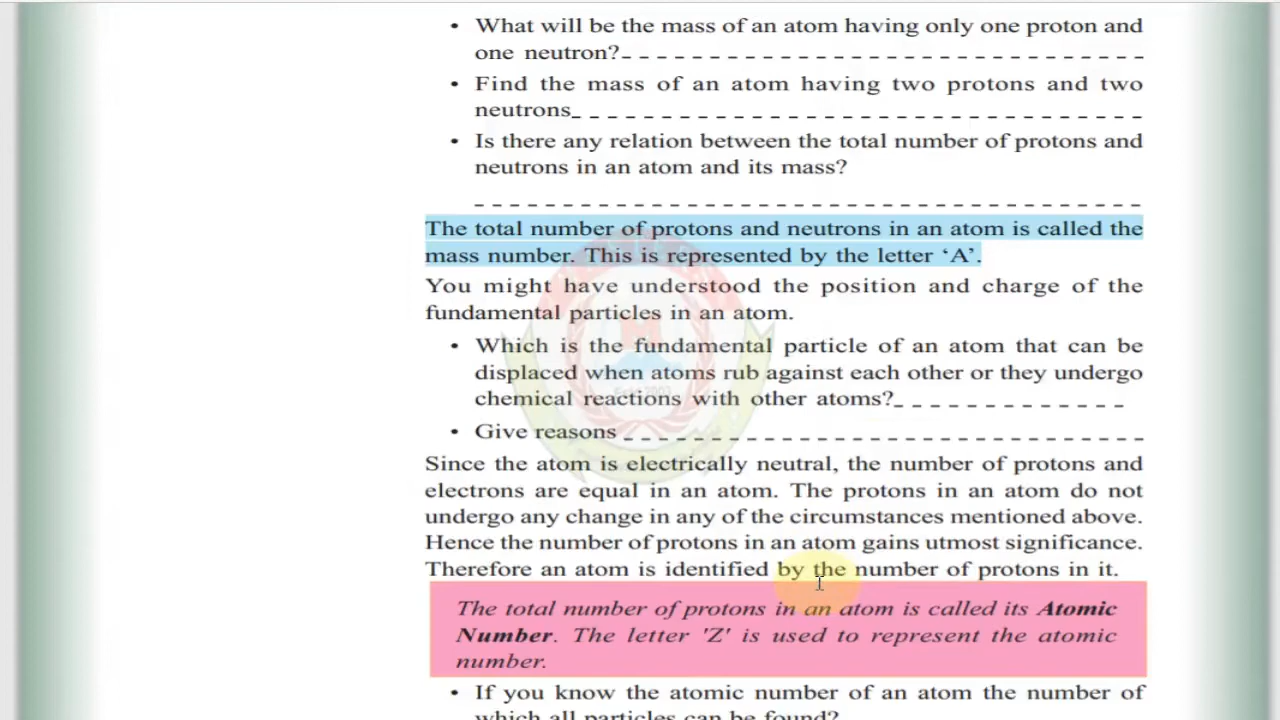 • What will be the mass of an atom having only one proton and
one neutron?_ _ _ _ _ _ _ _ _ _ _ _ _ _ _ _ _ _ _ _ _ _ _ _ _ _ _ _ _ _ _ _ _ _ _ _
• Find the mass of an atom having two protons and two
neutrons_ _ _ _ _ _ _ _ _ _ _ _ _ _ _ _ _ _ _ _ _ _ _ _ _ _ _ _ _ _ _ _
• Is there any relation between the total number of protons and
neutrons in an atom and its mass?
_ _ _ _ _ _ _ _ _ _ _ _ _ _ _ _ _ _ _ _ _ _ _ _ _ _ _ _ _ _ _ _ _ _ _ _ _ _ _ _ _ _ _ _ _ _
The total number of protons and neutrons in an atom is called the
mass number. This is represented by the letter ‘A’.
You might have understood the position and charge of the
fundamental particles in an atom.
• Which is the fundamental particle of an atom that can be
displaced when atoms rub against each other or they undergo
chemical reactions with other atoms?_ _ _ _ _ _ _ _ _ _ _ _ _
• Give reasons _ _ _ _ _ _ _ _ _ _ _ _ _ _ _ _ _ _ _ _ _ _ _ _ _ _ _ _ _ _
Since the atom is electrically neutral, the number of protons and
electrons are equal in an atom. The protons in an atom do not
undergo any change in any of the circumstances mentioned above.
Hence the number of protons in an atom gains utmost significance.
Therefore an atom is identified by the number of protons in it.
The total number of protons in an atom is called its Atomic
Number. The letter 'Z' is used to represent the atomic
number.
• If you know the atomic number of an atom the number of
which all particles can be found?